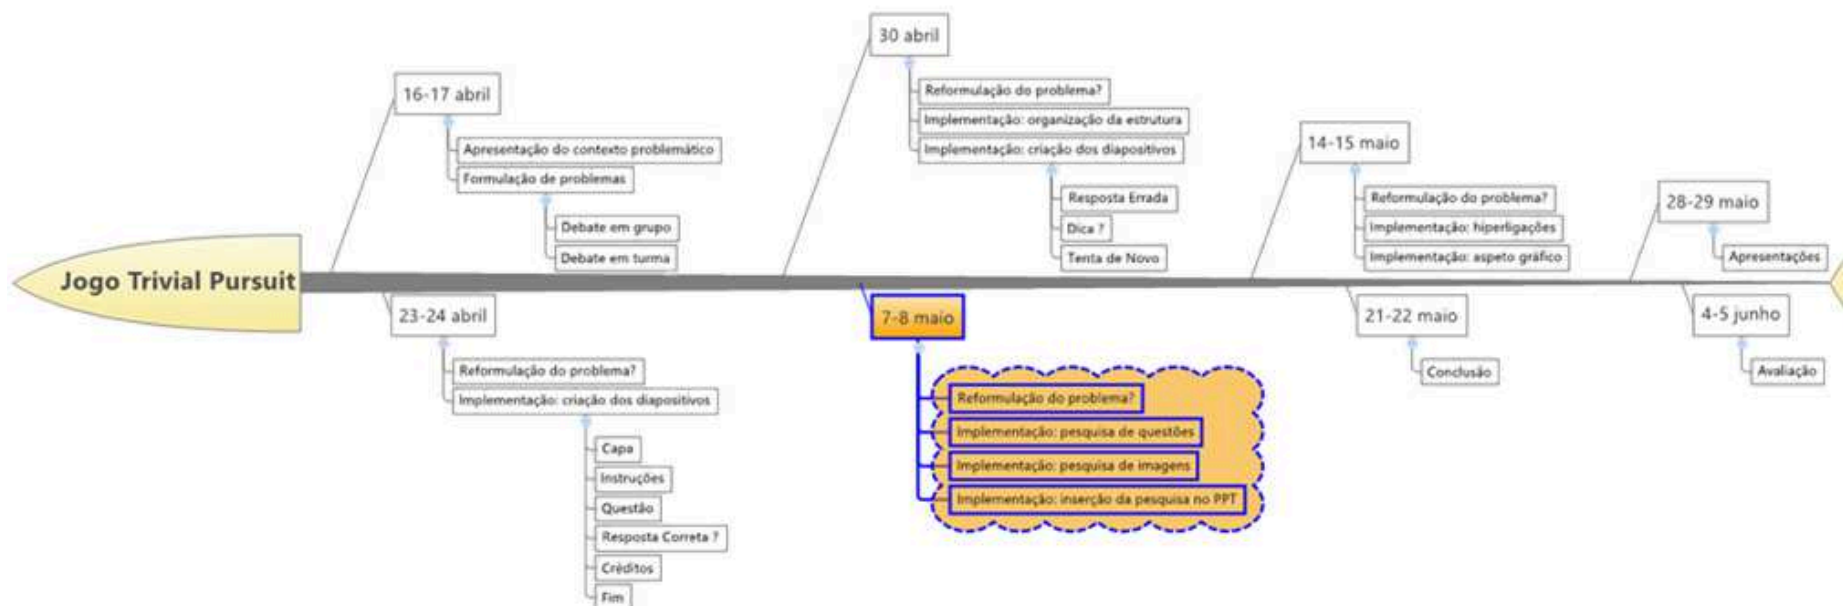 Jogo Trivial Pursuit
16-17 abril
Apresentação do contexto problemático
Formulação de problemas
Debate em grupo
Debate em turma
23-24 abril
Reformulação do problema?
Implementação: criação dos diapositivos
Capa
Instruções
Questão
Resposta Correta ?
Créditos
Fim
30 abril
Reformulação do problema?
Implementação: organização da estrutura
Implementação: criação dos diapositivos
Resposta Errada
Dica ?
Tenta de Novo
7-8 maio
Reformulação do problema?
Implementação: pesquisa de questões
Implementação: pesquisa de imagens
Implementação: inserção da pesquisa no PPT
14-15 maio
Reformulação do problema?
Implementação: hiperligações
Implementação: aspeto gráfico
21-22 maio
Conclusão
28-29 maio
Apresentações
4-5 junho
Avaliação